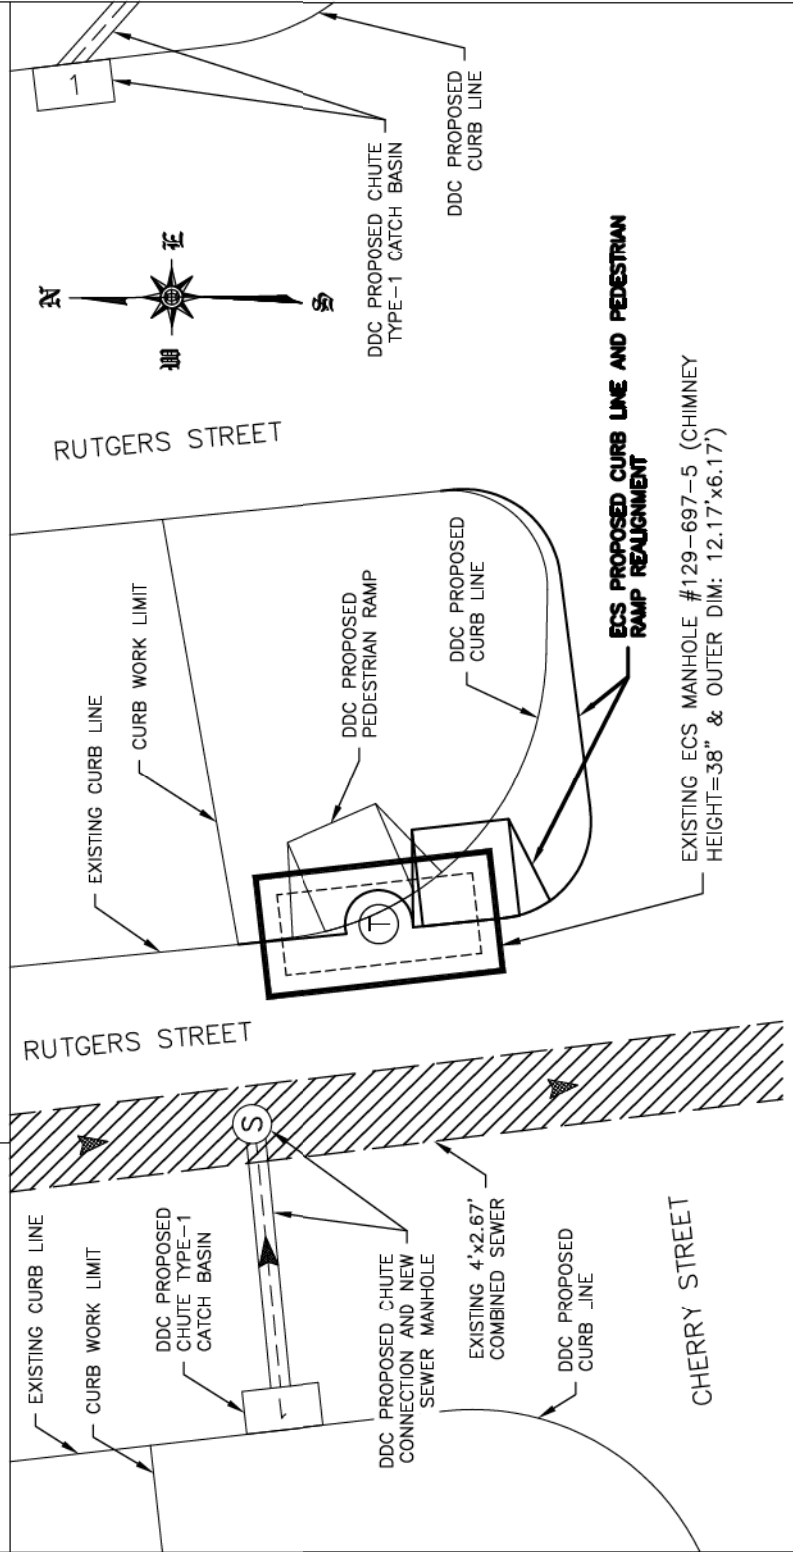 EXISTING CURB LINE
CURB WORK LIMIT
DDC PROPOSED
CHUTE TYPE-1
CATCH BASIN
1
DDC PROPOSED CHUTE
CONNECTION AND NEW
SEWER MANHOLE
S
EXISTING 4'x2.67'
COMBINED SEWER
DDC PROPOSED
CURB LINE
CHERRY STREET
RUTGERS STREET
EXISTING CURB LINE
CURB WORK LIMIT
DDC PROPOSED
PEDESTRIAN RAMP
T
DDC PROPOSED
CURB LINE
ECS PROPOSED CURB LINE AND PEDESTRIAN
RAMP REALIGNMENT
EXISTING ECS MANHOLE #129-697-5 (CHIMNEY
HEIGHT=38" & OUTER DIM: 12.17'x6.17')
RUTGERS STREET
N
W
E
S
1
DDC PROPOSED CHUTE
TYPE-1 CATCH BASIN
DDC PROPOSED
CURB LINE